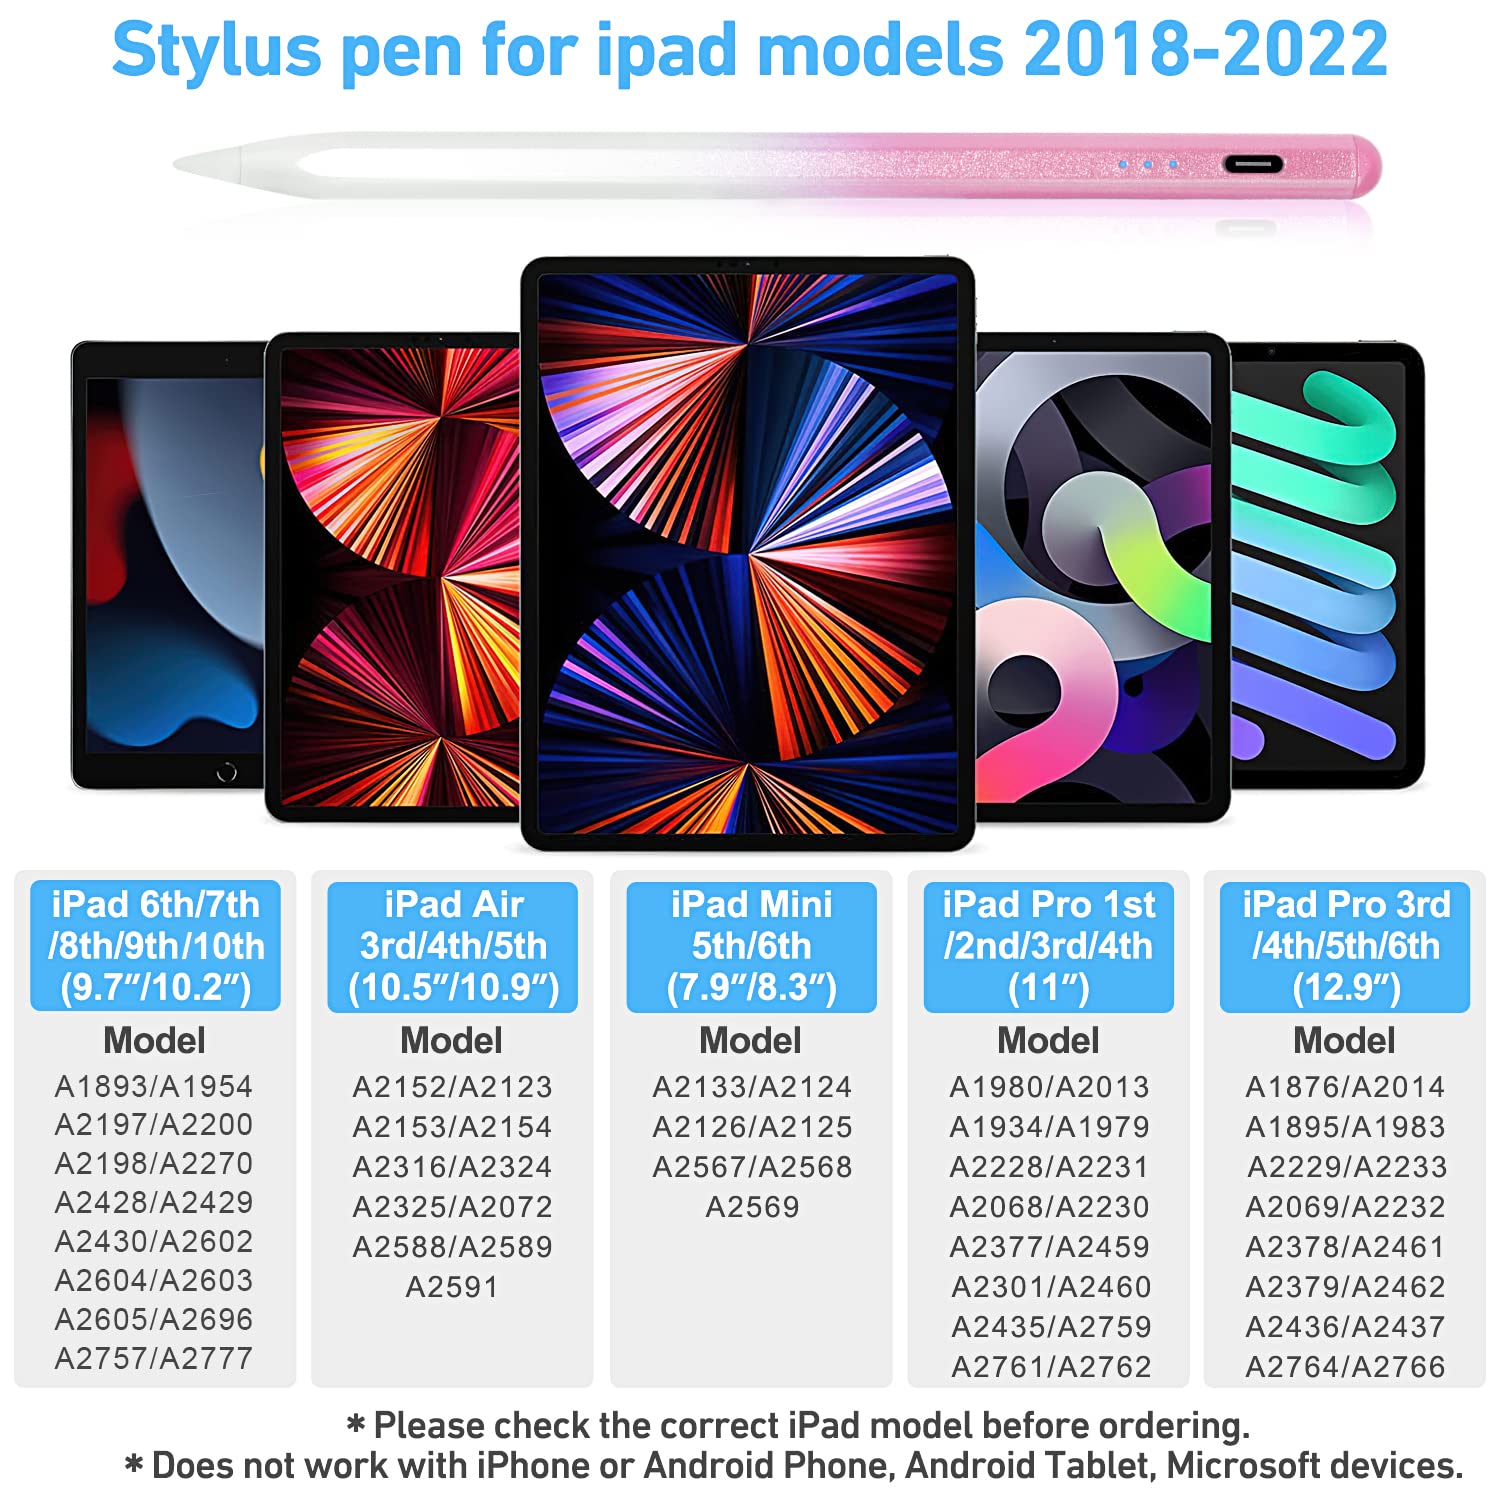 Stylus pen for ipad models 2018-2022
iPad 6th/7th
/8th/9th/10th
(9.7″/10.2″)
Model
A1893/A1954
A2197/A2200
A2198/A2270
A2428/A2429
A2430/A2602
A2604/A2603
A2605/A2696
A2757/A2777
iPad Air
3rd/4th/5th
(10.5″/10.9″)
Model
A2152/A2123
A2153/A2154
A2316/A2324
A2325/A2072
A2588/A2589
A2591
iPad Mini
5th/6th
(7.9″/8.3″)
Model
A2133/A2124
A2126/A2125
A2567/A2568
A2569
iPad Pro 1st
/2nd/3rd/4th
(11″)
Model
A1980/A2013
A1934/A1979
A2228/A2231
A2068/A2230
A2377/A2459
A2301/A2460
A2435/A2759
A2761/A2762
iPad Pro 3rd
/4th/5th/6th
(12.9″)
Model
A1876/A2014
A1895/A1983
A2229/A2233
A2069/A2232
A2378/A2461
A2379/A2462
A2436/A2437
A2764/A2766
* Please check the correct iPad model before ordering.
* Does not work with iPhone or Android Phone, Android Tablet, Microsoft devices.